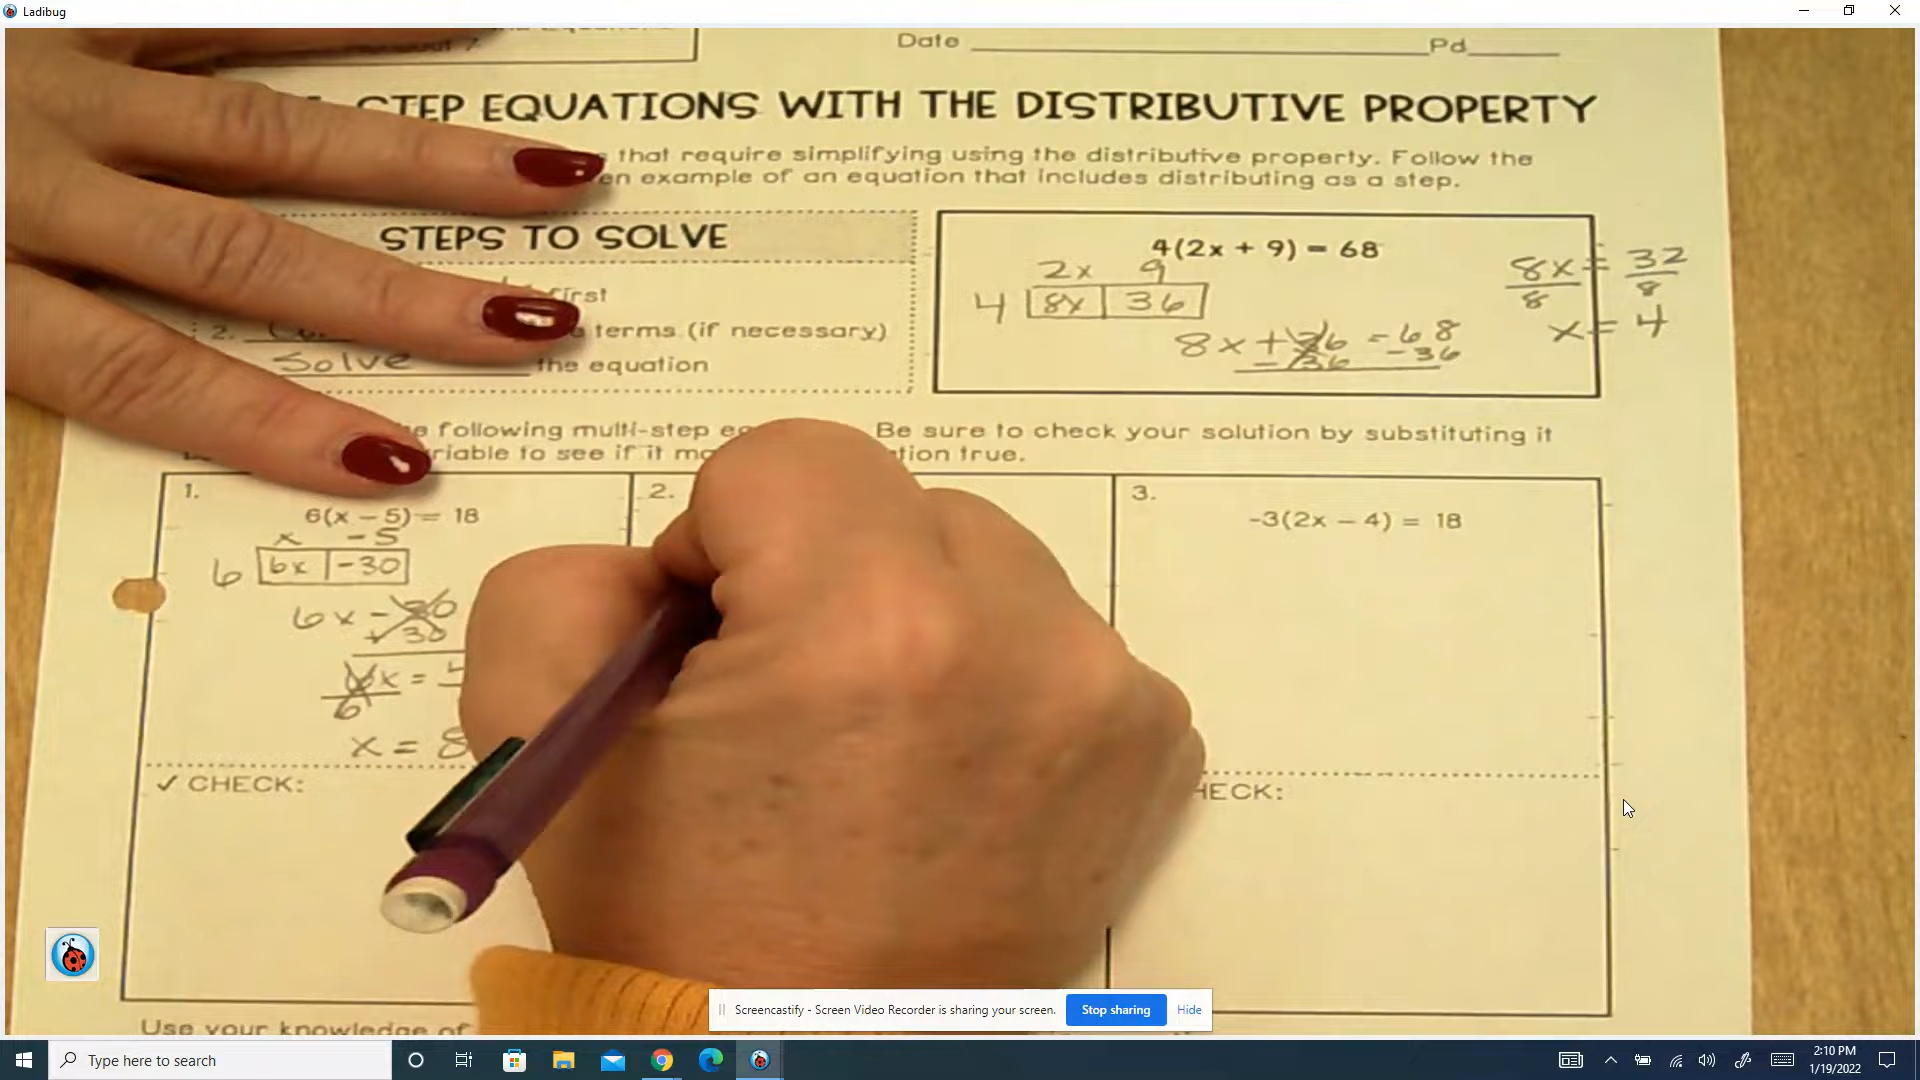 Ladibug
Date Pd
STEP EQUATIONS WITH THE DISTRIBUTIVE PROPERTY
that require simplifying using the distributive property. Follow the
en example of an equation that includes distributing as a step.
STEPS TO SOLVE
first
2. terms (if necessary)
Solve the equation
4(2x + 9) = 68
2x 9
4 8x 36
8x + 36 = 68
- 36 - 36
8x = 32
8 8
x = 4
following multi-step Be sure to check your solution by substituting it
riable to see if it tion true.
1.
6(x – 5) = 18
x -5
6 6x -30
6x - 30
+ 30
6x =
6
x = 8
✓ CHECK:
2.
3.
-3(2x – 4) = 18
HECK:
Use your knowledge of
Screencastify - Screen Video Recorder is sharing your screen. Stop sharing Hide
Type here to search
2:10 PM
1/19/2022